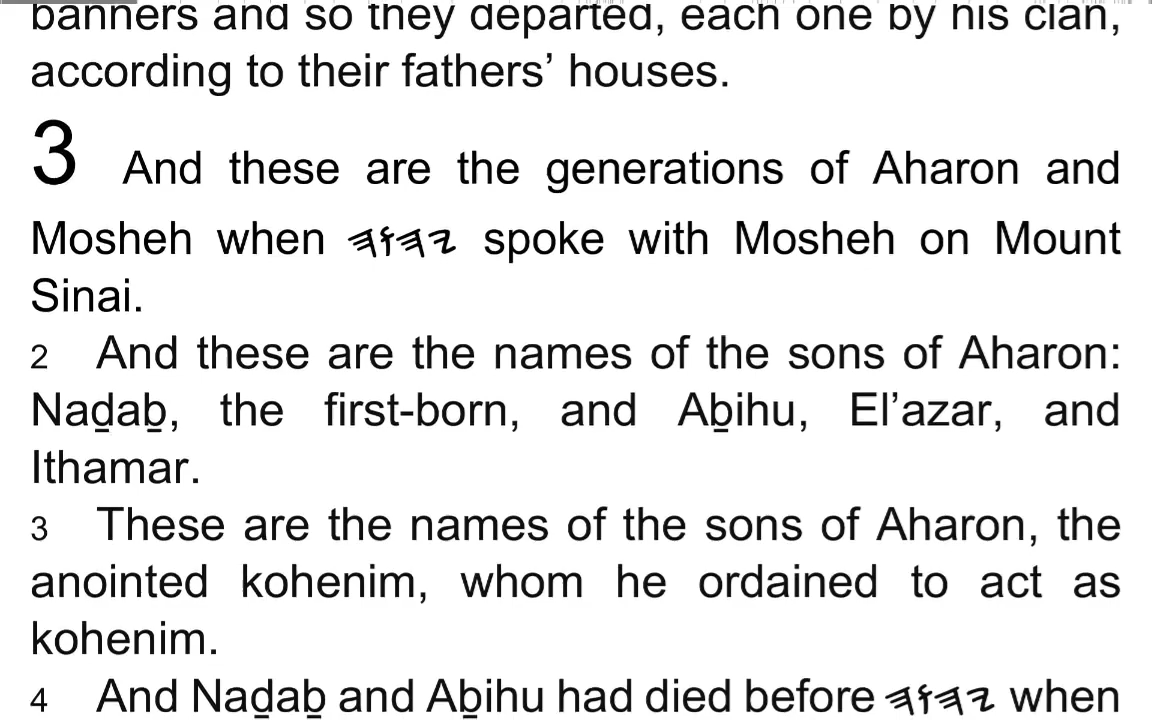 banners and so they departed, each one by his clan,
according to their fathers’ houses.
3 And these are the generations of Aharon and
Mosheh when 𐤉𐤄𐤅𐤄 spoke with Mosheh on Mount
Sinai.
2 And these are the names of the sons of Aharon:
Naḏaḇ, the first-born, and Aḇihu, El’azar, and
Ithamar.
3 These are the names of the sons of Aharon, the
anointed kohenim, whom he ordained to act as
kohenim.
4 And Naḏaḇ and Aḇihu had died before 𐤉𐤄𐤅𐤄 when